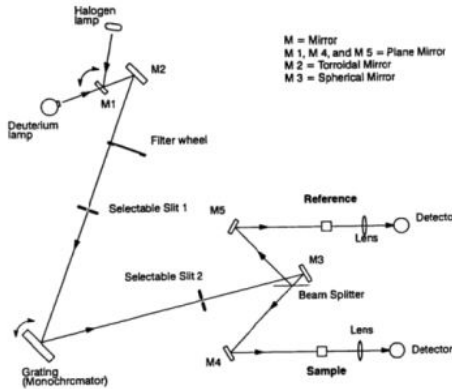 Halogen
lamp
M2
M1
Deuterium
lamp
M = Mirror
M 1, M 4, and M 5 = Plane Mirror
M 2 = Torroidal Mirror
M 3 = Spherical Mirror
Filter wheel
Selectable Slit 1
Reference
M5
Detector
Lens
M3
Selectable Slit 2
Beam Splitter
Lens
M4
Detector
Sample
Grating
(Monochromator)